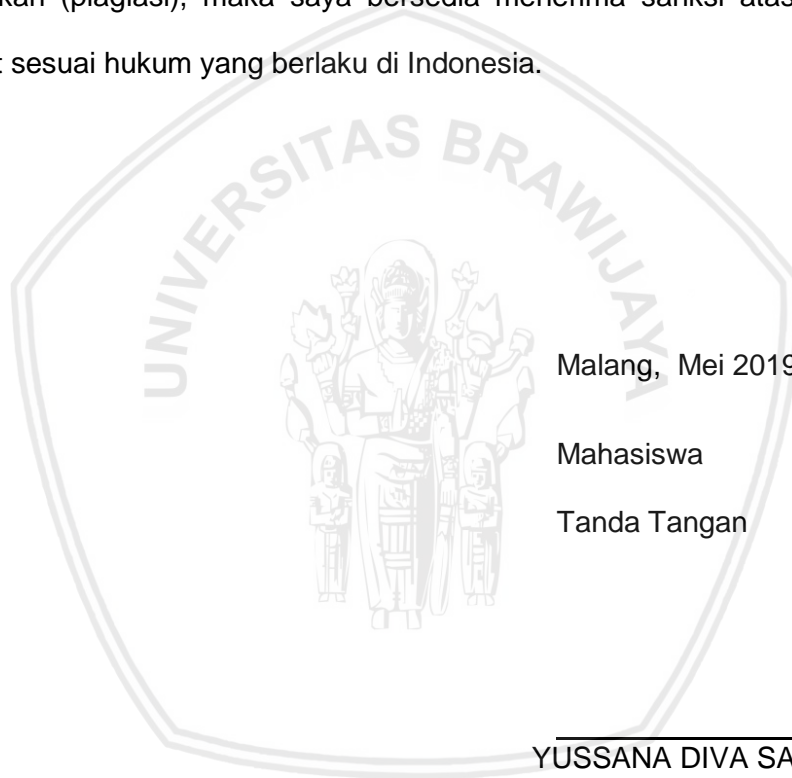 kan (plagiasi), maka saya bersedia menerima sanksi atas
t sesuai hukum yang berlaku di Indonesia.
UNIVERSITAS BRAWIJAYA
Malang, Mei 2019
Mahasiswa
Tanda Tangan
YUSSANA DIVA SA